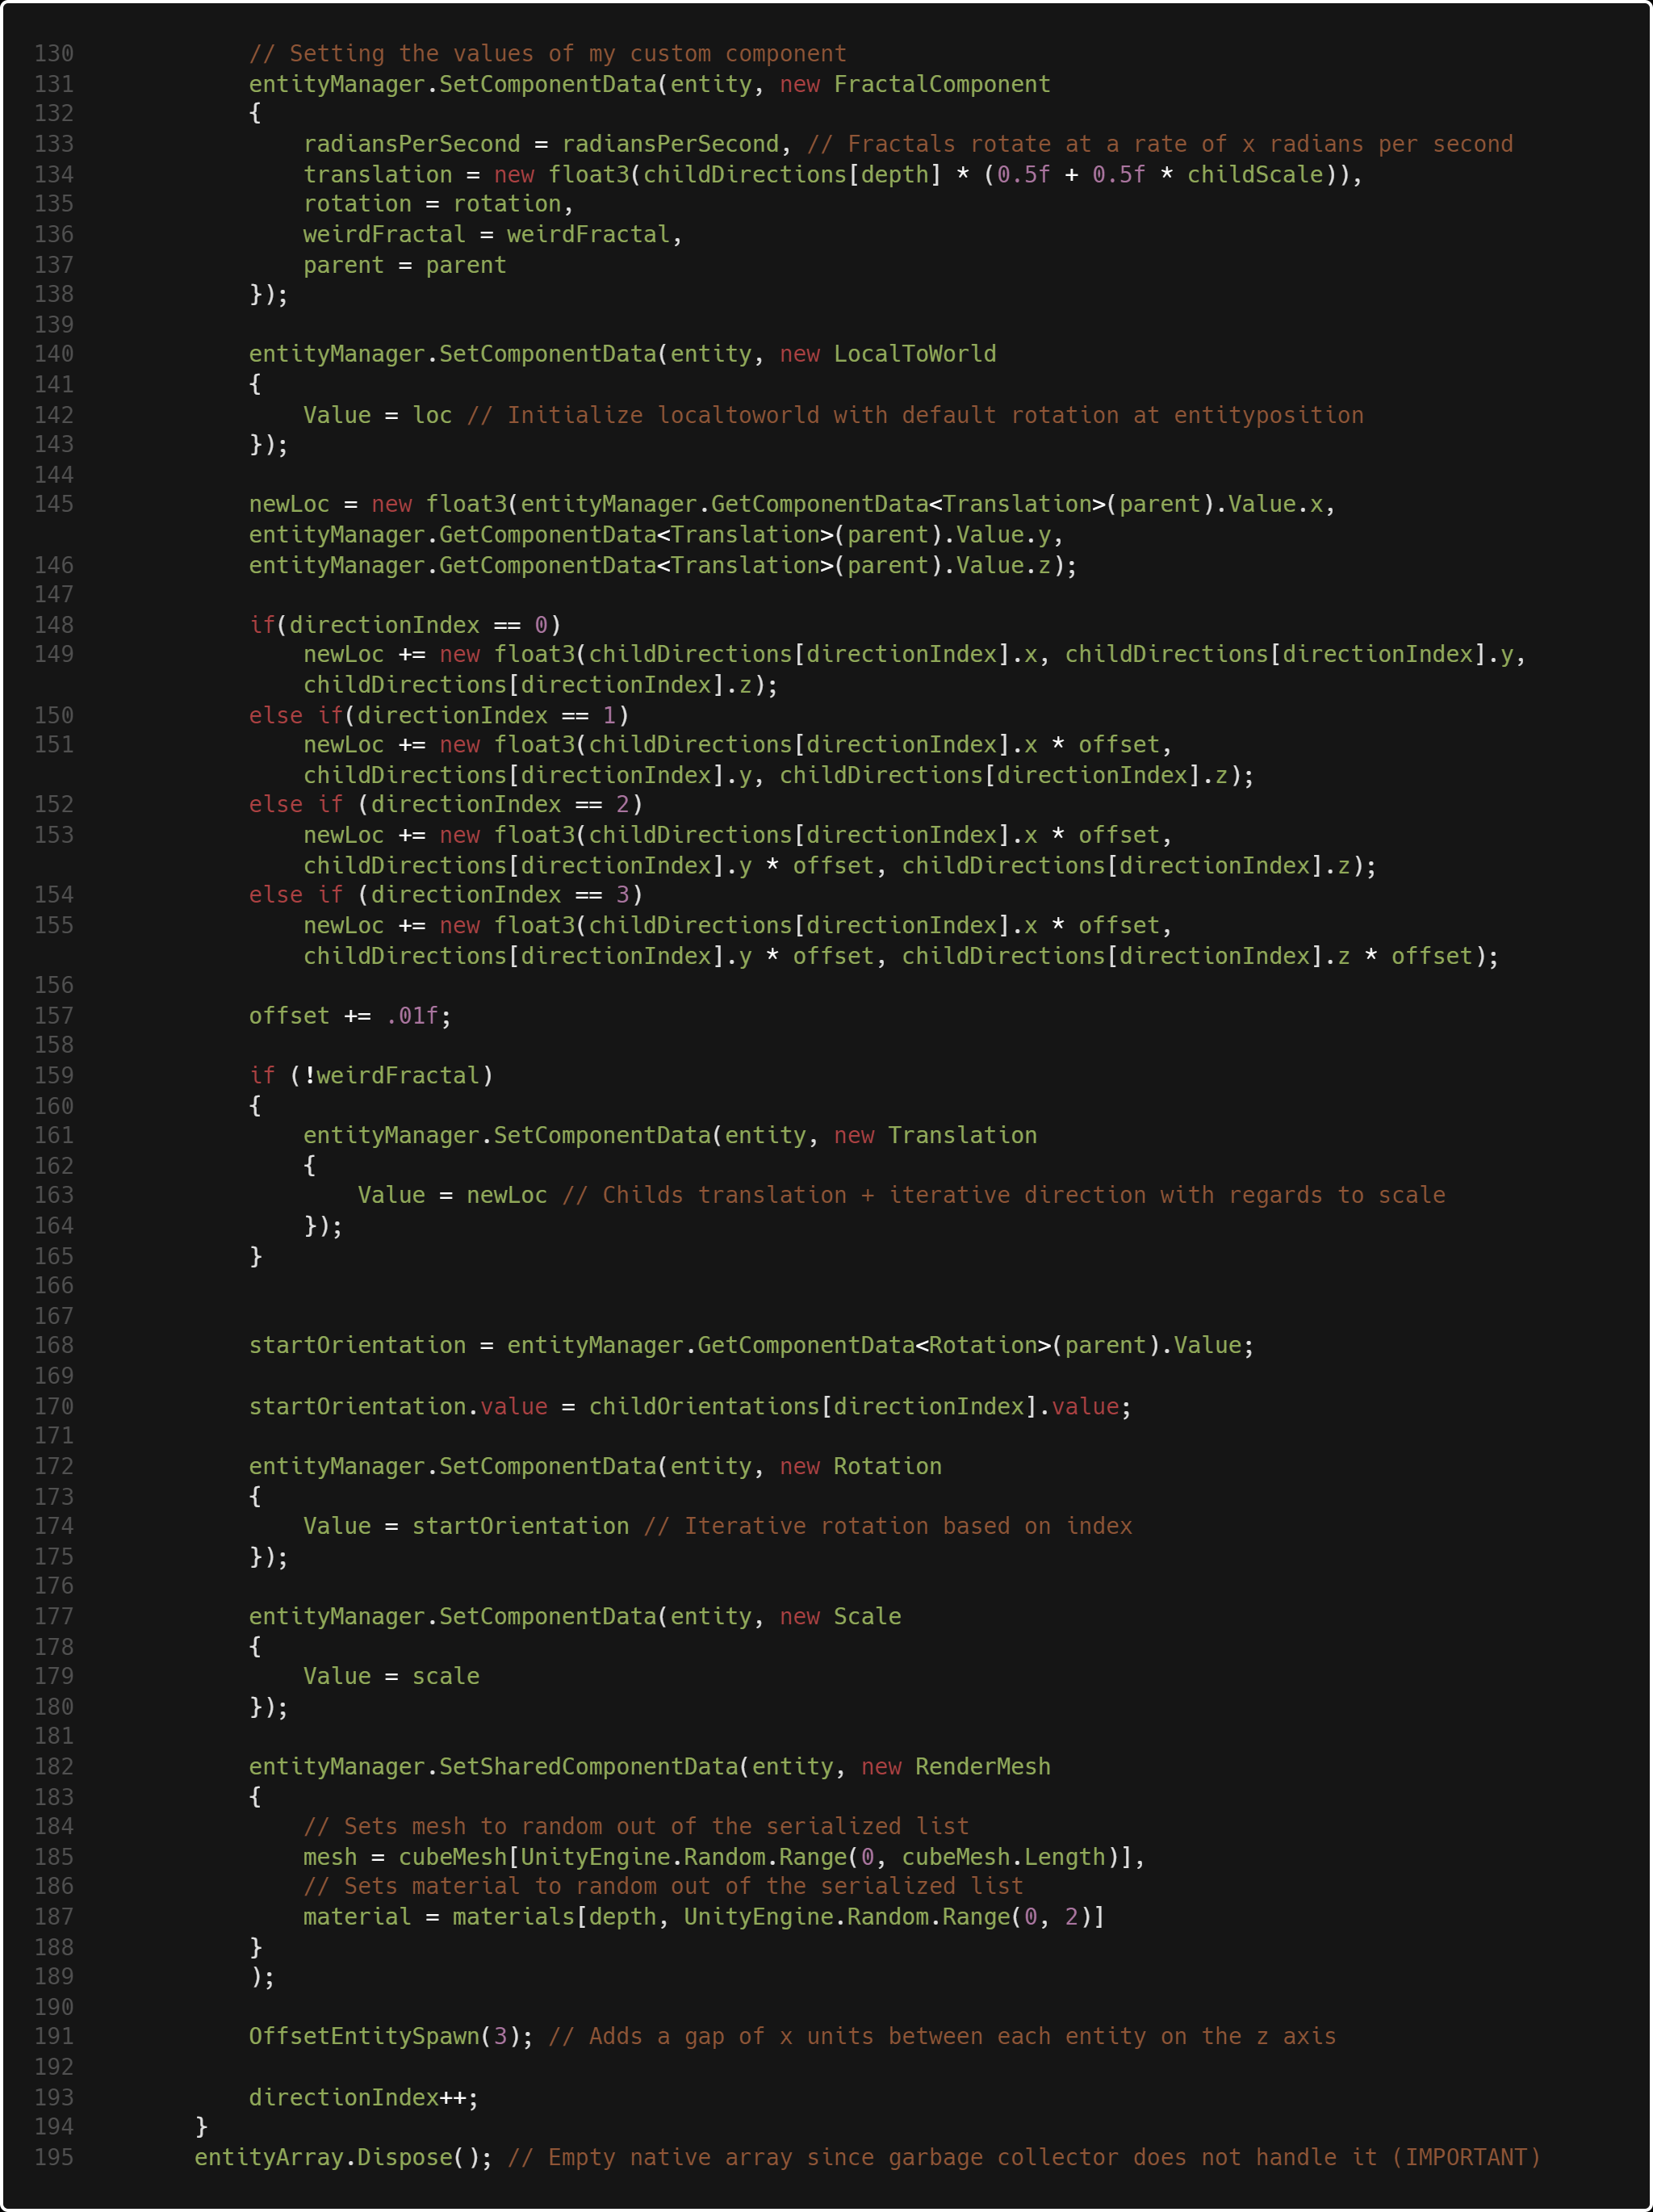 130 // Setting the values of my custom component
131 entityManager.SetComponentData(entity, new FractalComponent
132 {
133 radiansPerSecond = radiansPerSecond, // Fractals rotate at a rate of x radians per second
134 translation = new float3(childDirections[depth] * (0.5f + 0.5f * childScale)),
135 rotation = rotation,
136 weirdFractal = weirdFractal,
137 parent = parent
138 });
139
140 entityManager.SetComponentData(entity, new LocalToWorld
141 {
142 Value = loc // Initialize localtoworld with default rotation at entityposition
143 });
144
145 newLoc = new float3(entityManager.GetComponentData<Translation>(parent).Value.x,
entityManager.GetComponentData<Translation>(parent).Value.y,
146 entityManager.GetComponentData<Translation>(parent).Value.z);
147
148 if(directionIndex == 0)
149 newLoc += new float3(childDirections[directionIndex].x, childDirections[directionIndex].y,
childDirections[directionIndex].z);
150 else if(directionIndex == 1)
151 newLoc += new float3(childDirections[directionIndex].x * offset,
childDirections[directionIndex].y, childDirections[directionIndex].z);
152 else if (directionIndex == 2)
153 newLoc += new float3(childDirections[directionIndex].x * offset,
childDirections[directionIndex].y * offset, childDirections[directionIndex].z);
154 else if (directionIndex == 3)
155 newLoc += new float3(childDirections[directionIndex].x * offset,
childDirections[directionIndex].y * offset, childDirections[directionIndex].z * offset);
156
157 offset += .01f;
158
159 if (!weirdFractal)
160 {
161 entityManager.SetComponentData(entity, new Translation
162 {
163 Value = newLoc // Childs translation + iterative direction with regards to scale
164 });
165 }
166
167
168 startOrientation = entityManager.GetComponentData<Rotation>(parent).Value;
169
170 startOrientation.value = childOrientations[directionIndex].value;
171
172 entityManager.SetComponentData(entity, new Rotation
173 {
174 Value = startOrientation // Iterative rotation based on index
175 });
176
177 entityManager.SetComponentData(entity, new Scale
178 {
179 Value = scale
180 });
181
182 entityManager.SetSharedComponentData(entity, new RenderMesh
183 {
184 // Sets mesh to random out of the serialized list
185 mesh = cubeMesh[UnityEngine.Random.Range(0, cubeMesh.Length)],
186 // Sets material to random out of the serialized list
187 material = materials[depth, UnityEngine.Random.Range(0, 2)]
188 }
189 );
190
191 OffsetEntitySpawn(3); // Adds a gap of x units between each entity on the z axis
192
193 directionIndex++;
194 }
195 entityArray.Dispose(); // Empty native array since garbage collector does not handle it (IMPORTANT)